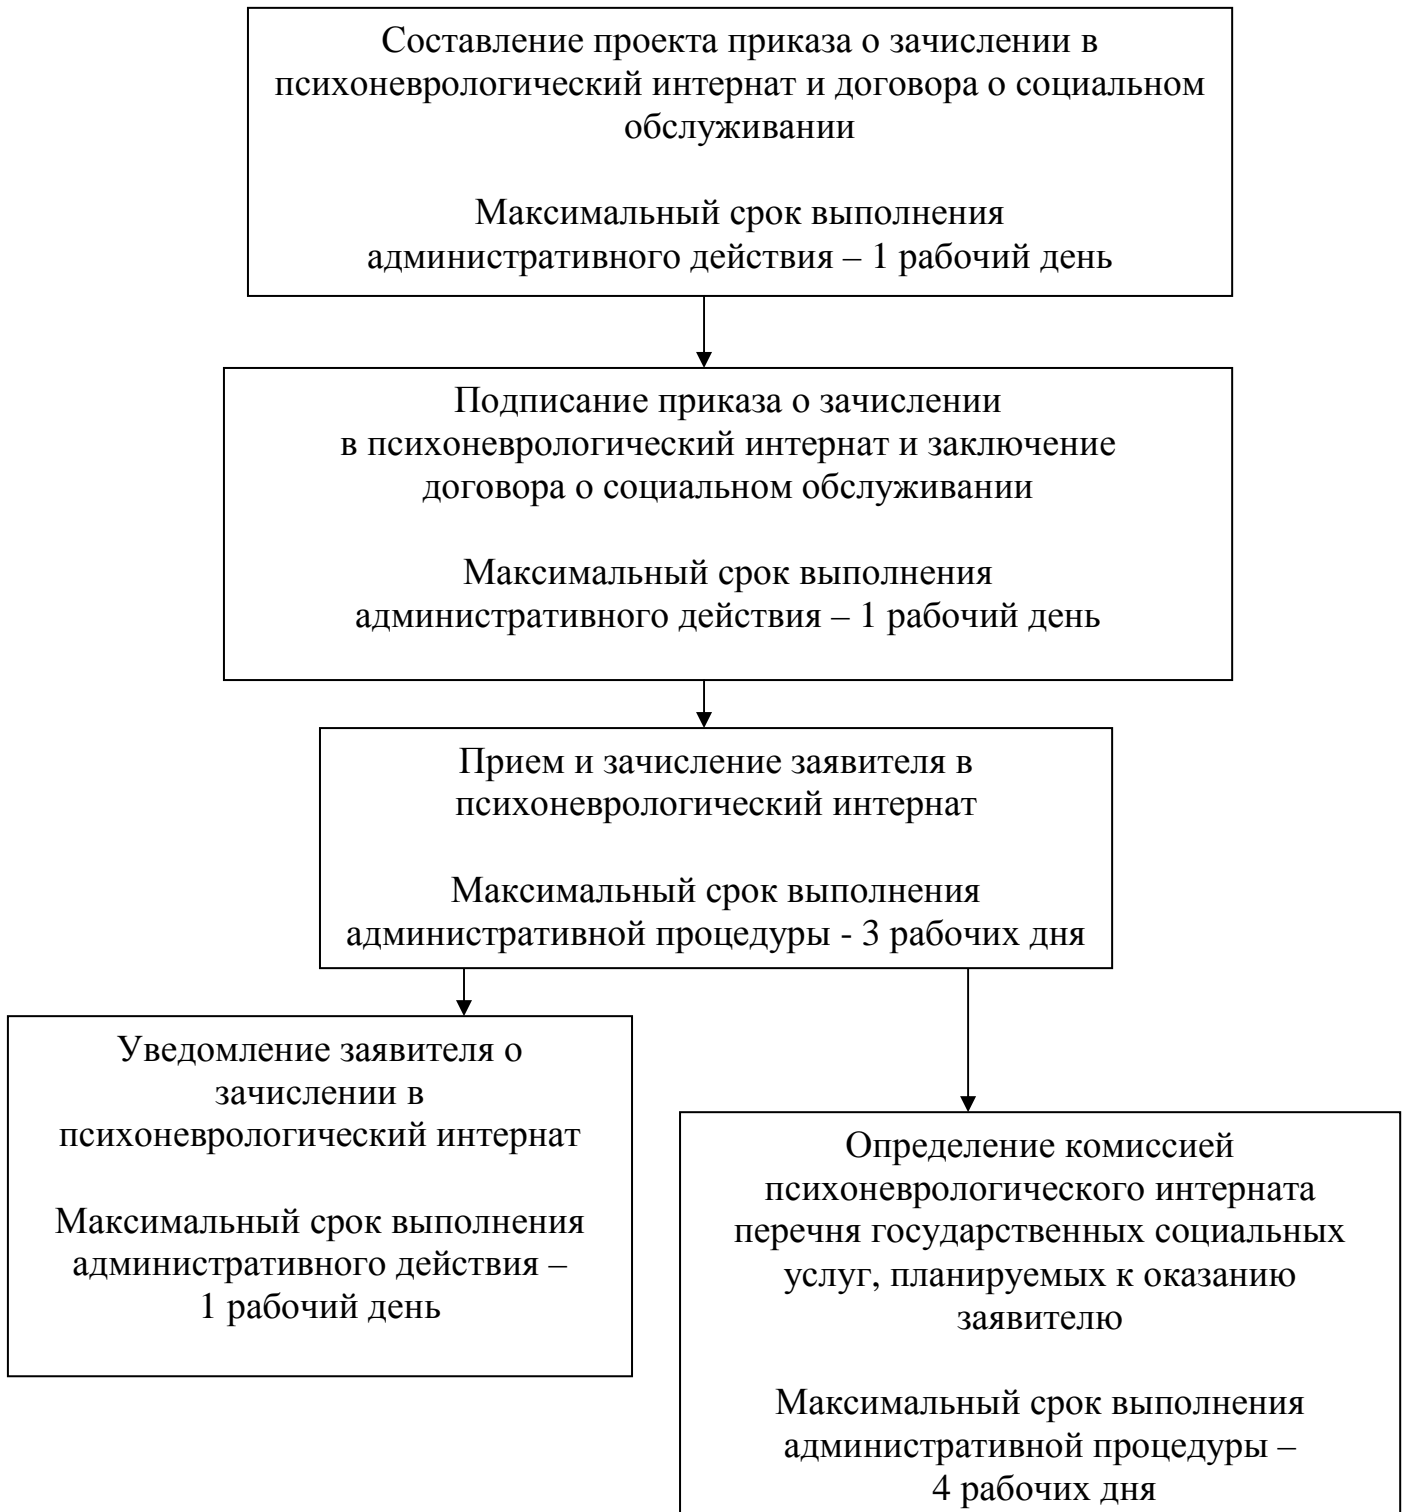 Составление проекта приказа о зачислении в
психоневрологический интернат и договора о социальном
обслуживании
Максимальный срок выполнения
административного действия – 1 рабочий день
Подписание приказа о зачислении
в психоневрологический интернат и заключение
договора о социальном обслуживании
Максимальный срок выполнения
административного действия – 1 рабочий день
Прием и зачисление заявителя в
психоневрологический интернат
Максимальный срок выполнения
административной процедуры - 3 рабочих дня
Уведомление заявителя о
зачислении в
психоневрологический интернат
Максимальный срок выполнения
административного действия –
1 рабочий день
Определение комиссией
психоневрологического интерната
перечня государственных социальных
услуг, планируемых к оказанию
заявителю
Максимальный срок выполнения
административной процедуры –
4 рабочих дня